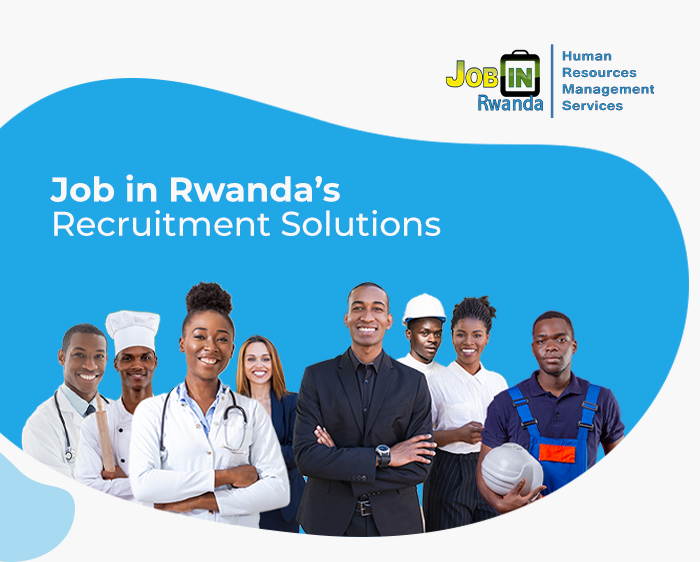 JOB IN
Rwanda
Human
Resources
Management
Services
Job in Rwanda’s
Recruitment Solutions